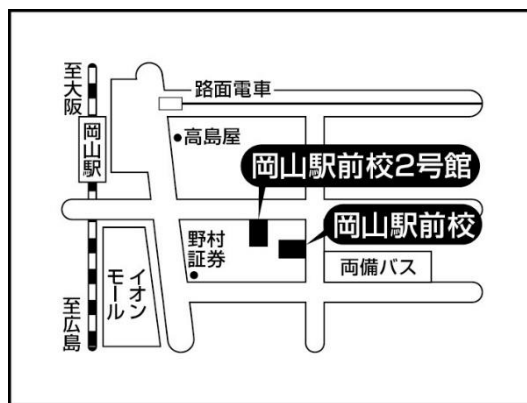 至大阪
岡山駅
至広島
路面電車
高島屋
岡山駅前校2号館
岡山駅前校
野村
証券
両備バス
イオン
モール